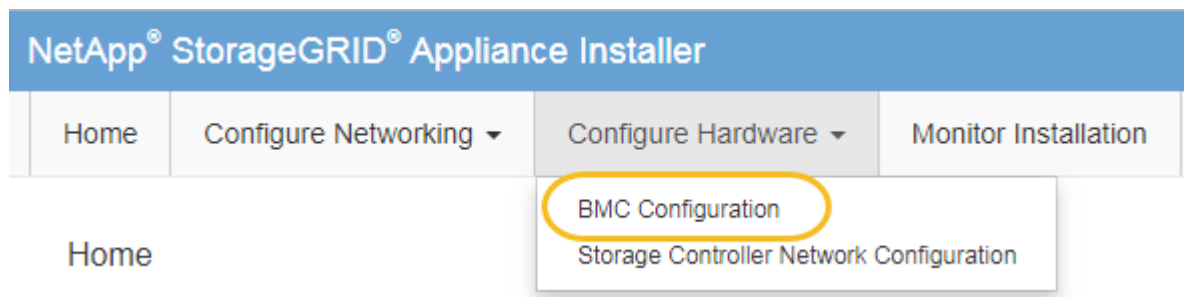 NetApp® StorageGRID® Appliance Installer
Home Configure Networking Configure Hardware Monitor Installation
BMC Configuration
Storage Controller Network Configuration
Home